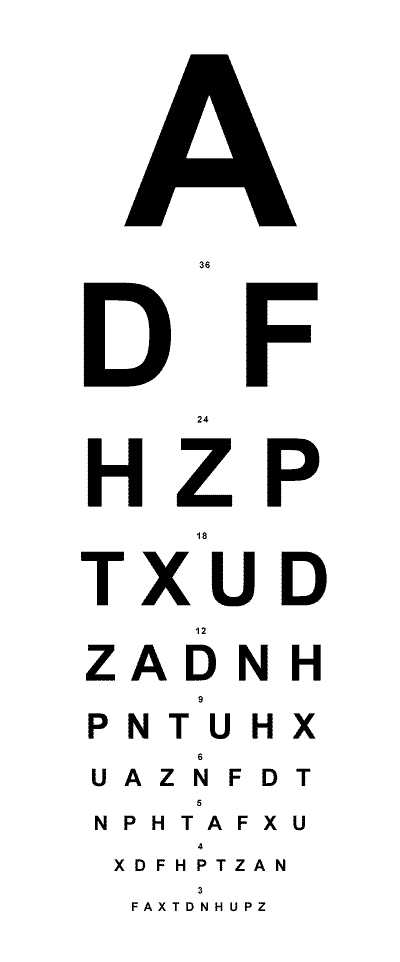 A
36
D F
24
H Z P
18
T X U D
12
Z A D N H
9
P N T U H X
6
U A Z N F D T
5
N P H T A F X U
4
X D F H P T Z A N
3
F A X T D N H U P Z